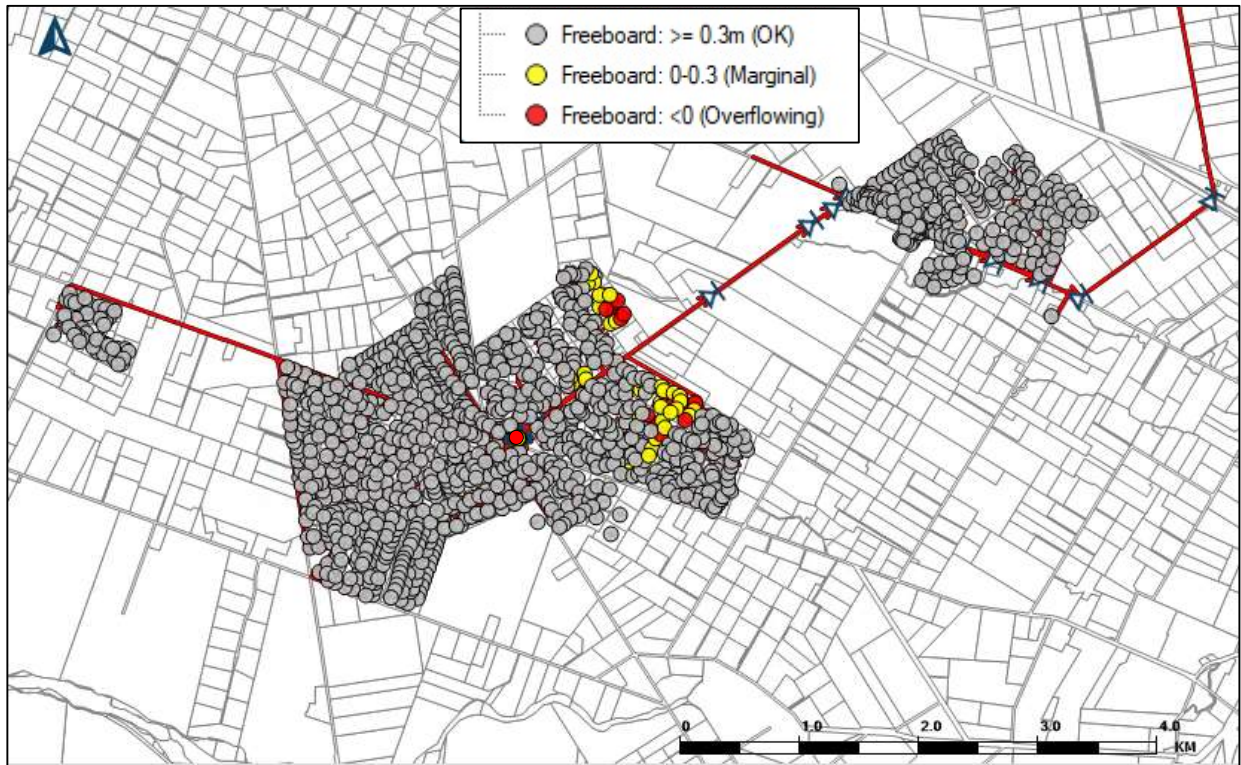 Freeboard: >= 0.3m (OK)
Freeboard: 0-0.3 (Marginal)
Freeboard: <0 (Overflowing)
0 1.0 2.0 3.0 4.0
KM